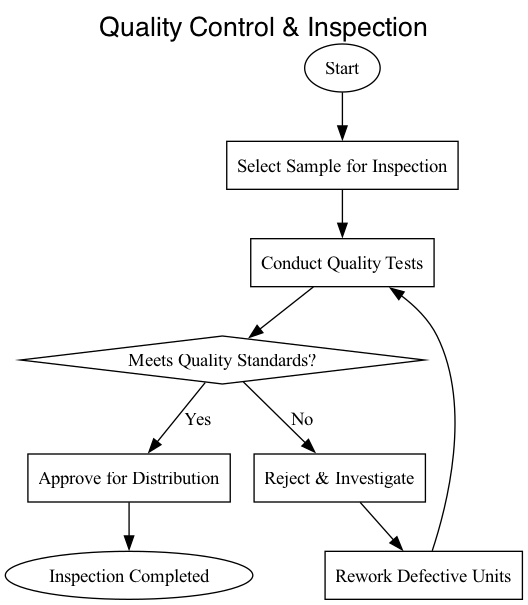 Quality Control & Inspection
Start
Select Sample for Inspection
Conduct Quality Tests
Meets Quality Standards?
Yes
No
Approve for Distribution
Reject & Investigate
Inspection Completed
Rework Defective Units